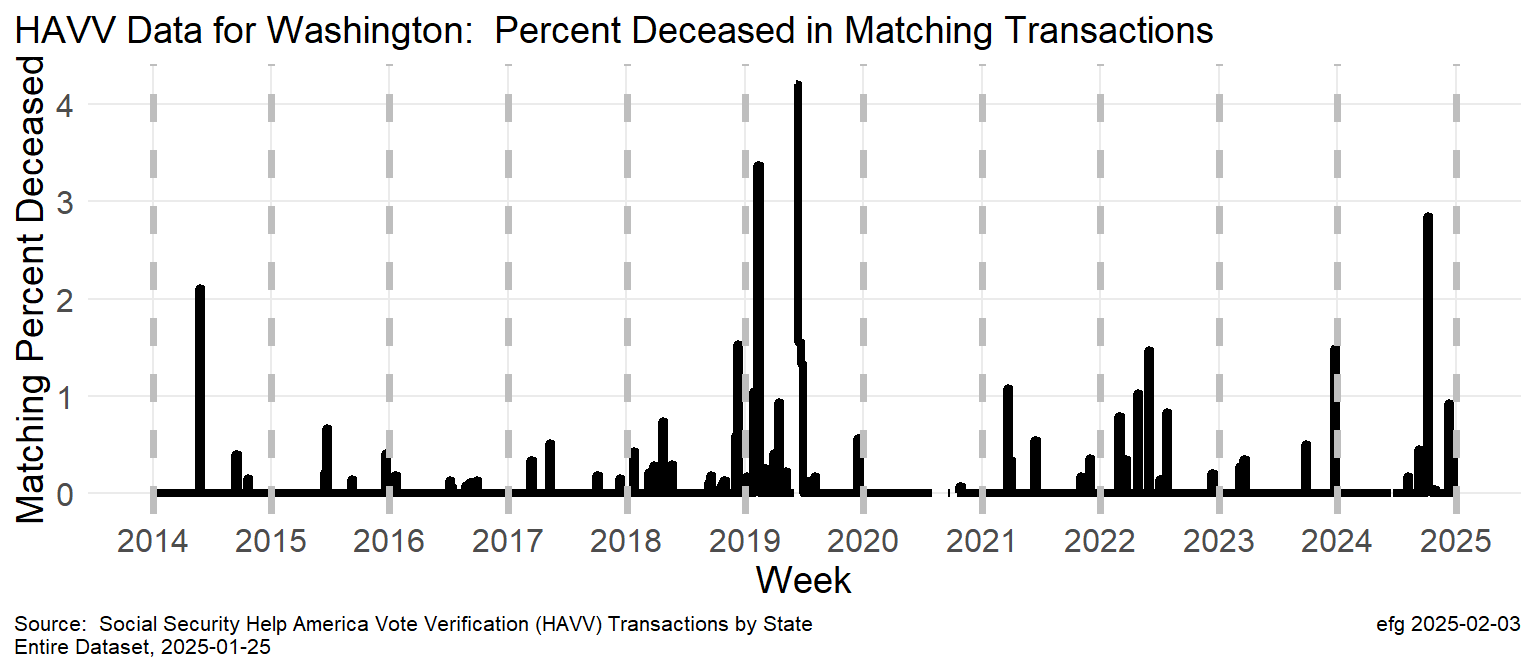 HAVV Data for Washington:  Percent Deceased in Matching Transactions
Matching Percent Deceased
4
3
2
1
0
2014 2015 2016 2017 2018 2019 2020 2021 2022 2023 2024 2025
Week
Source:  Social Security Help America Vote Verification (HAVV) Transactions by State
Entire Dataset, 2025-01-25
efg 2025-02-03